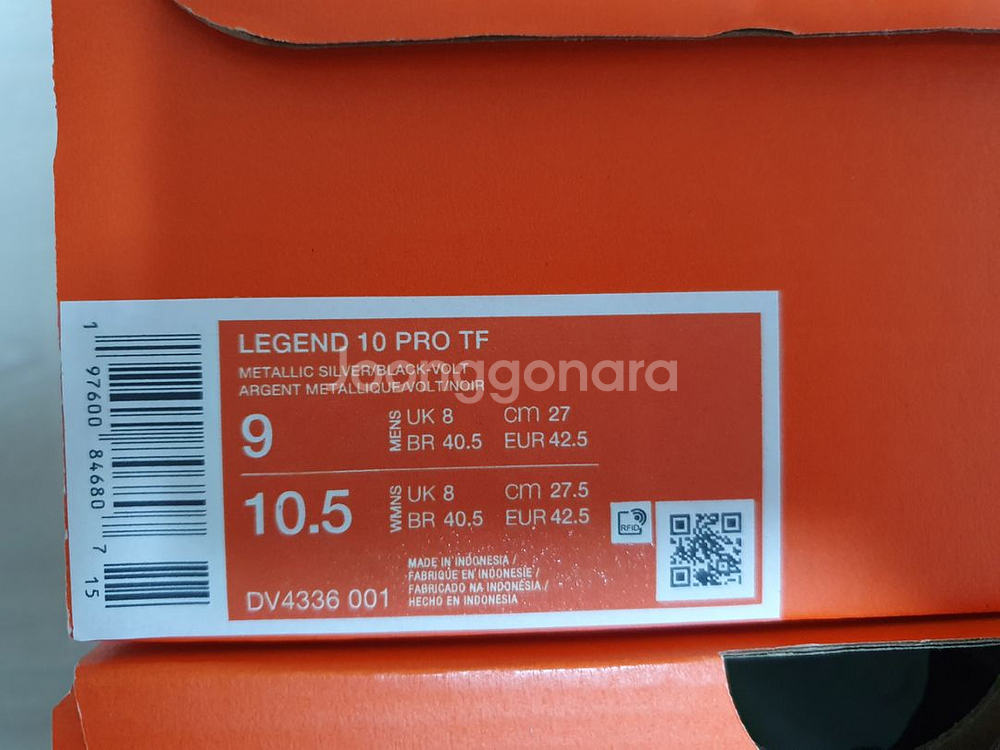 LEGEND 10 PRO TF
METALLIC SILVER/BLACK-VOLT
ARGENT METALLIQUE/VOLT/NOIR
9 MENS UK 8 CM 27
BR 40.5 EUR 42.5
10.5 WMNS UK 8 CM 27.5
BR 40.5 EUR 42.5
RFID
MADE IN INDONESIA /
FABRIQUE EN INDONESIE /
FABRICADO NA INDONÉSIA /
HECHO EN INDONESIA
DV4336 001
1 97600 84680 7 15
joonggonara